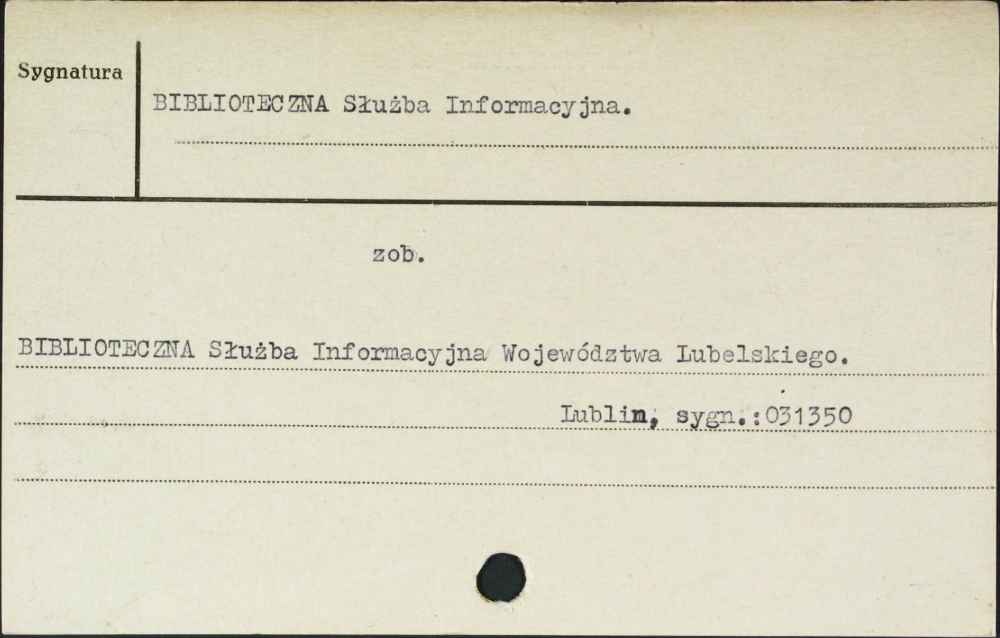 Sygnatura
BIBLIOTECZNA Służba Informacyjna.
zob.
BIBLIOTECZNA Służba Informacyjna Województwa Lubelskiego.
Lublin, sygn.:031350